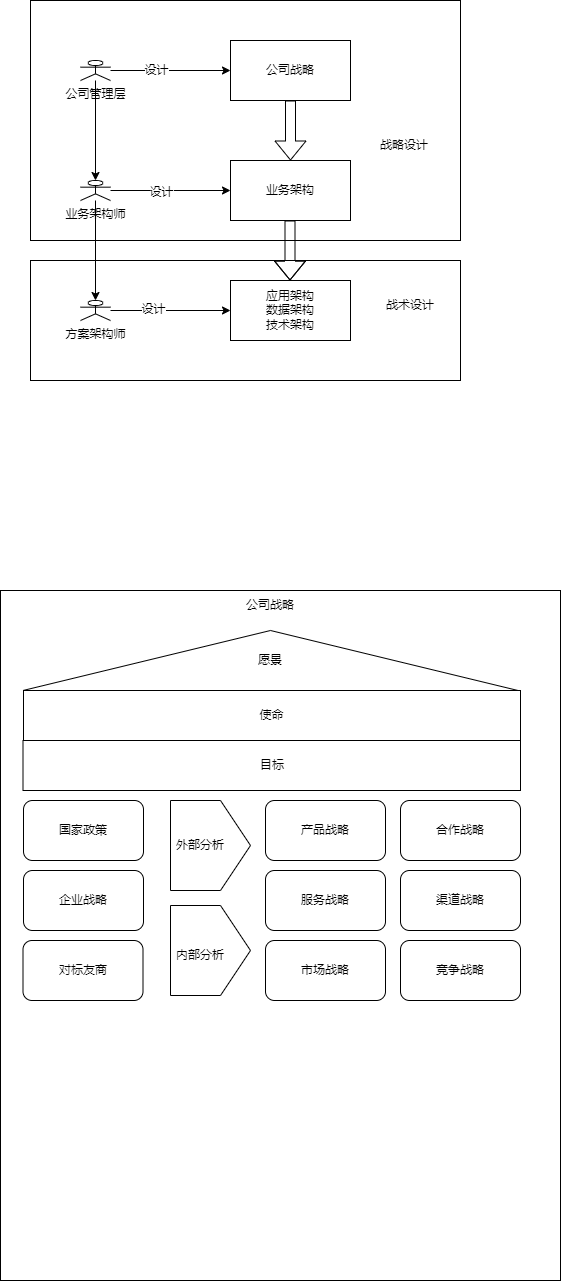 设计
公司战略
公司管理层
战略设计
设计
业务架构
业务架构师
设计
应用架构
数据架构
技术架构
战术设计
方案架构师
公司战略
愿景
使命
目标
国家政策
外部分析
产品战略
合作战略
企业战略
服务战略
渠道战略
对标友商
内部分析
市场战略
竞争战略